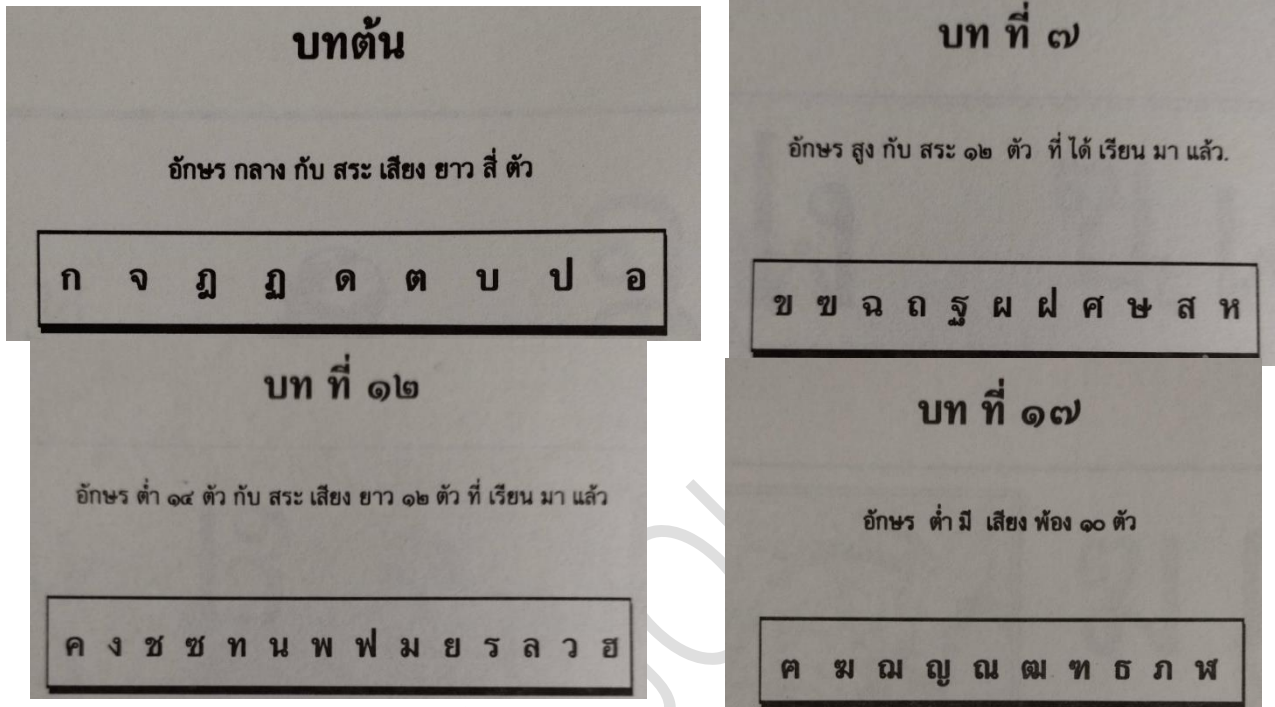 บทต้น
อักษร กลาง กับ สระ เสียง ยาว สี่ ตัว
ก จ ฎ ฏ ด ต บ ป อ
บท ที่ ๗
อักษร สูง กับ สระ ๑๒ ตัว ที่ ได้ เรียน มา แล้ว.
ข ฃ ฉ ถ ฐ ผ ฝ ศ ษ ส ห
บท ที่ ๑๒
อักษร ต่ำ ๑๔ ตัว กับ สระ เสียง ยาว ๑๒ ตัว ที่ เรียน มา แล้ว
ค ง ช ซ ท น พ ฟ ม ย ร ล ว ฮ
บท ที่ ๑๗
อักษร ต่ำ มี เสียง พ้อง ๑๐ ตัว
ฅ ฆ ฌ ญ ณ ฒ ฑ ธ ภ ฬ